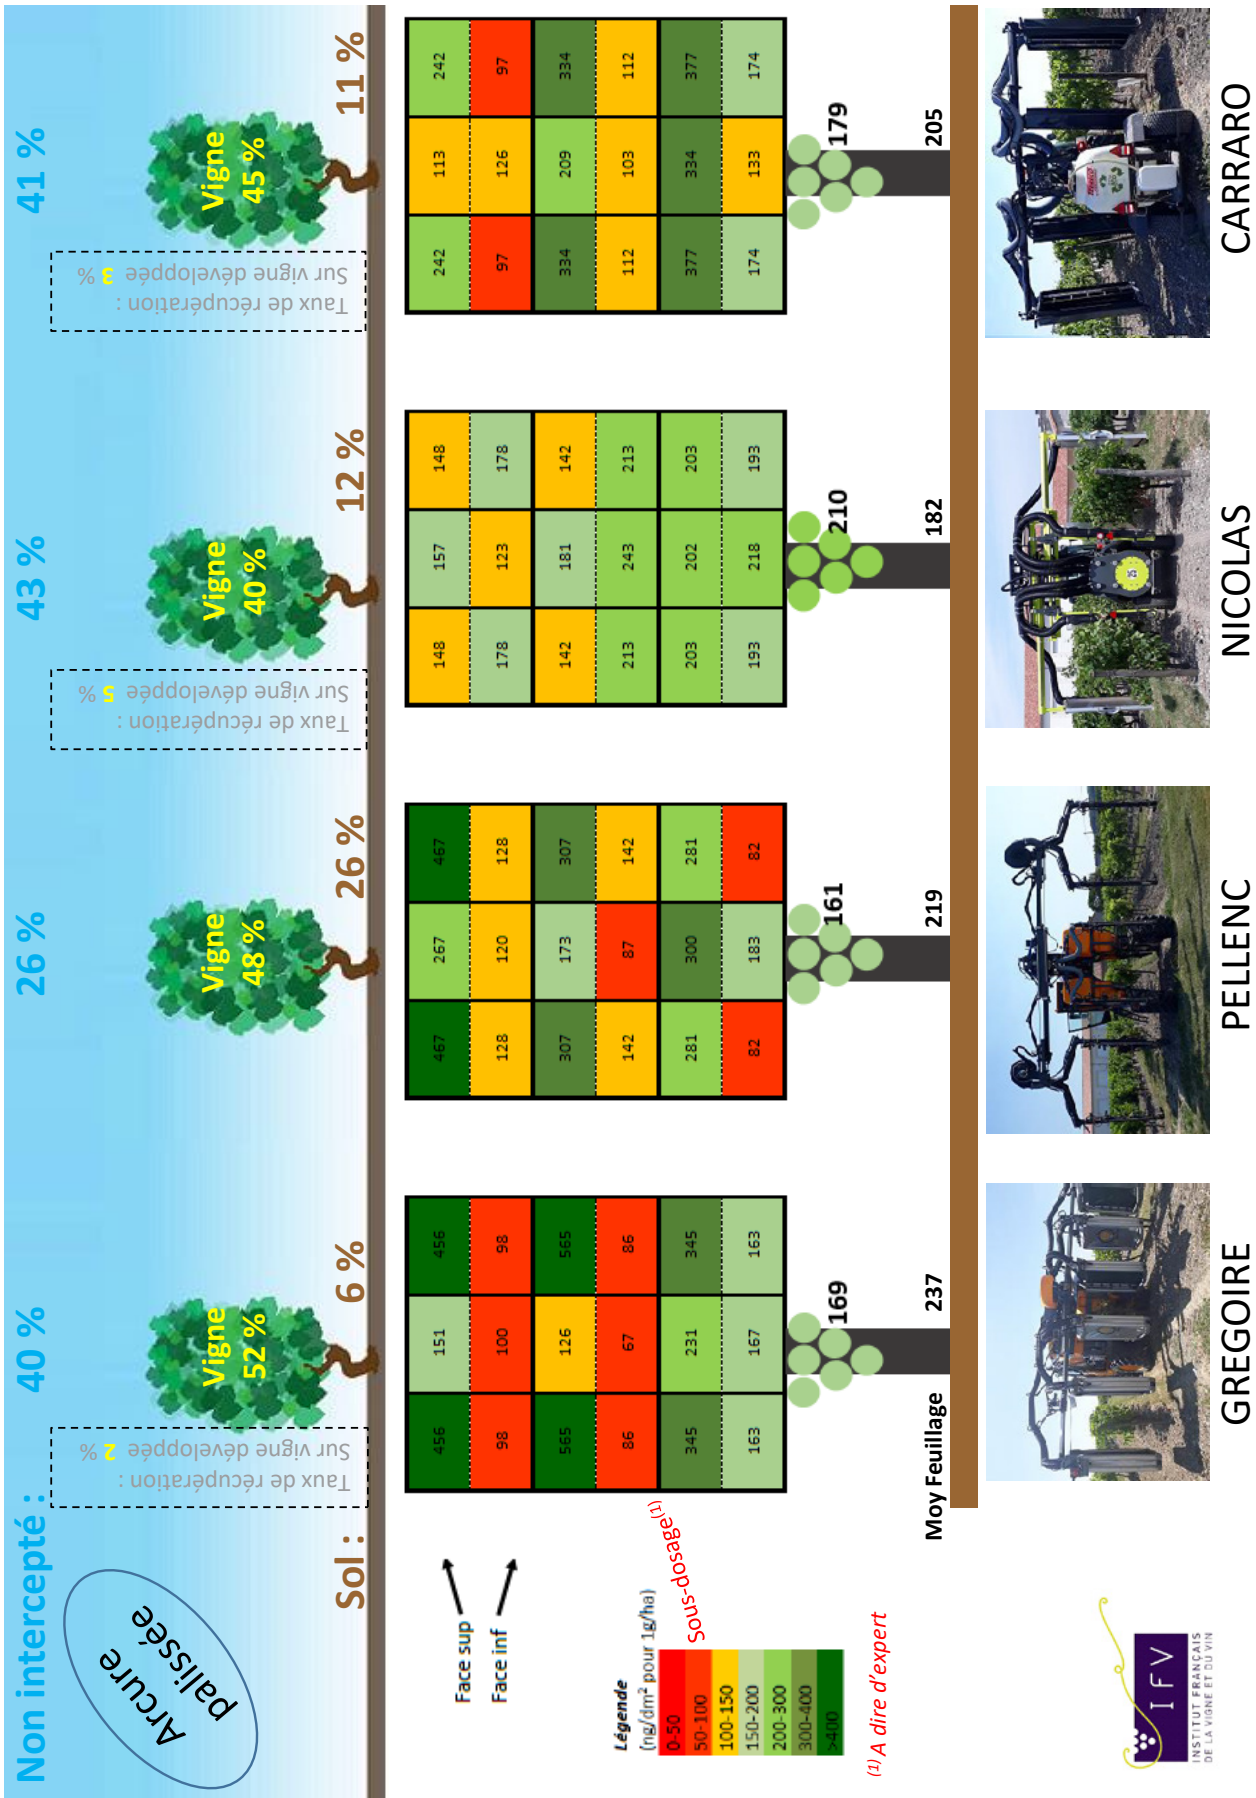 Arcure
palissée
Non intercepté :
40 %
26 %
43 %
41 %
Vigne
52 %
Taux de récupération :
Sur vigne développée 2 %
Vigne
48 %
Vigne
40 %
Taux de récupération :
Sur vigne développée 5 %
Vigne
45 %
Taux de récupération :
Sur vigne développée 3 %
Sol :
6 %
26 %
12 %
11 %
Face sup
Face inf
456 151 456
98 100 98
565 126 565
86 67 86
345 231 345
163 167 163
169
467 267 467
128 120 128
307 173 307
142 87 142
281 300 281
82 183 82
161
148 157 148
178 123 178
142 181 142
213 243 213
203 202 203
193 218 193
210
242 113 242
97 126 97
334 209 334
112 103 112
377 334 377
174 133 174
179
Légende
(ng/dm² pour 1g/ha)
0-50
50-100
100-150
150-200
200-300
300-400
>400
Sous-dosage(1)
(1) A dire d'expert
Moy Feuillage
237
219
182
205
GREGOIRE
PELLENC
NICOLAS
CARRARO
IFV
INSTITUT FRANÇAIS
DE LA VIGNE ET DU VIN